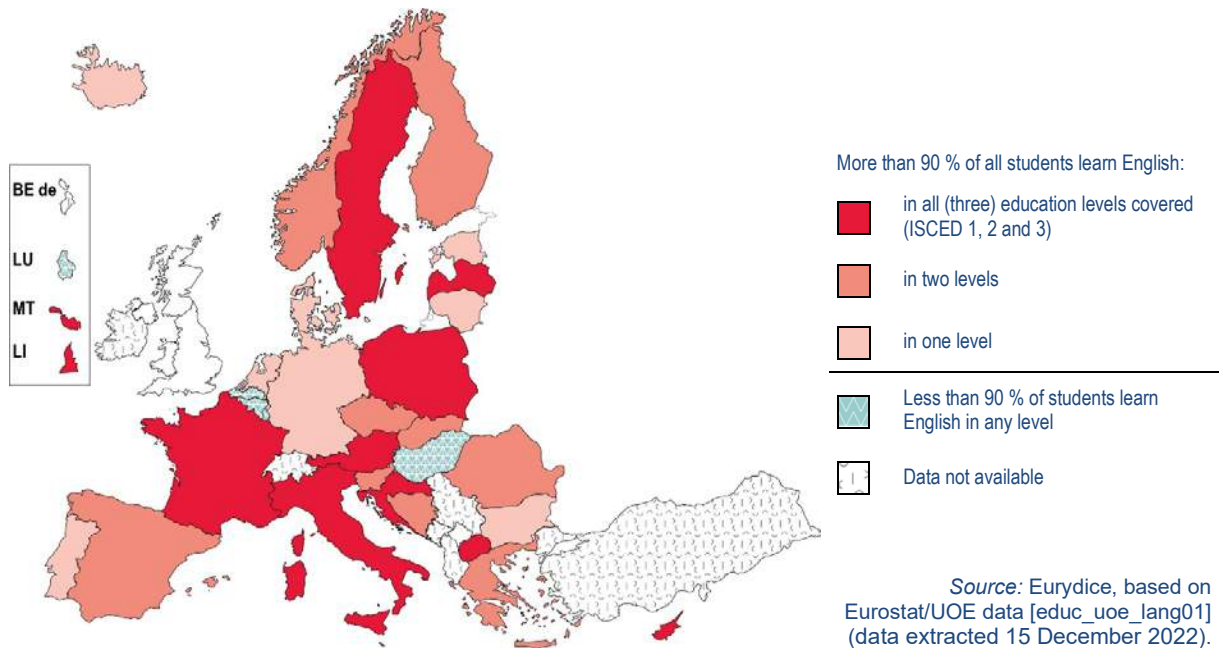 BE de
LU
MT
LI
More than 90 % of all students learn English:
in all (three) education levels covered
(ISCED 1, 2 and 3)
in two levels
in one level
Less than 90 % of students learn
English in any level
Data not available
Source: Eurydice, based on
Eurostat/UOE data [educ_uoe_lang01]
(data extracted 15 December 2022).